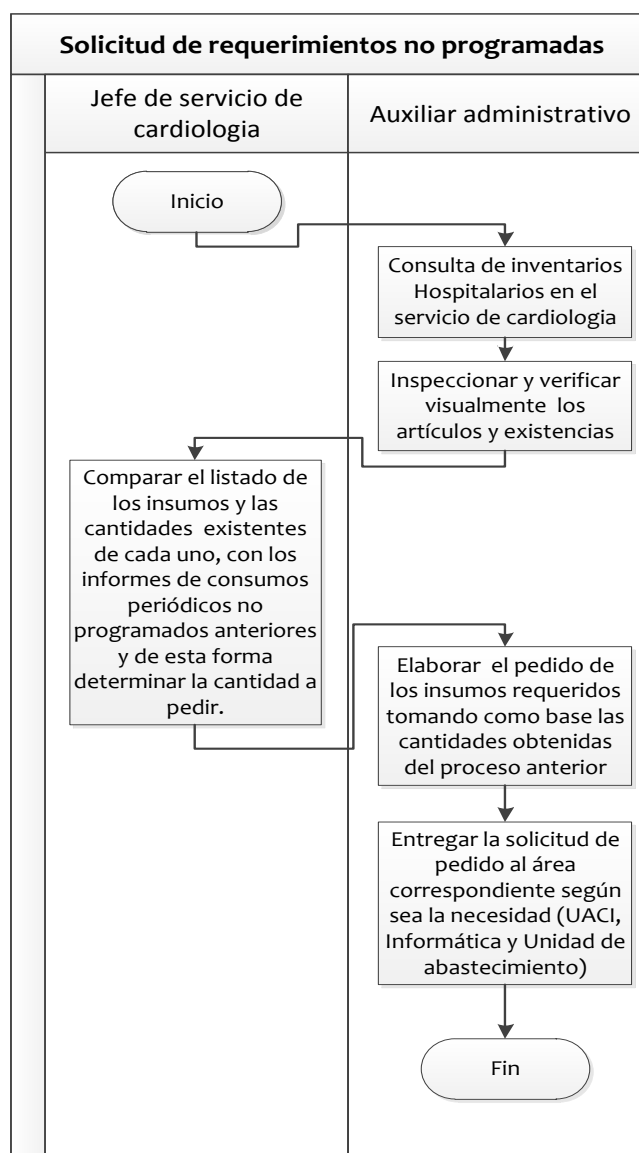 Solicitud de requerimientos no programadas
Jefe de servicio de
cardiologia
Auxiliar administrativo
Inicio
Consulta de inventarios
Hospitalarios en el
servicio de cardiologia
Inspeccionar y verificar
visualmente los
artículos y existencias
Comparar el listado de
los insumos y las
cantidades existentes
de cada uno, con los
informes de consumos
periódicos no
programados anteriores
y de esta forma
determinar la cantidad a
pedir.
Elaborar el pedido de
los insumos requeridos
tomando como base las
cantidades obtenidas
del proceso anterior
Entregar la solicitud de
pedido al área
correspondiente según
sea la necesidad (UACI,
Informática y Unidad de
abastecimiento)
Fin